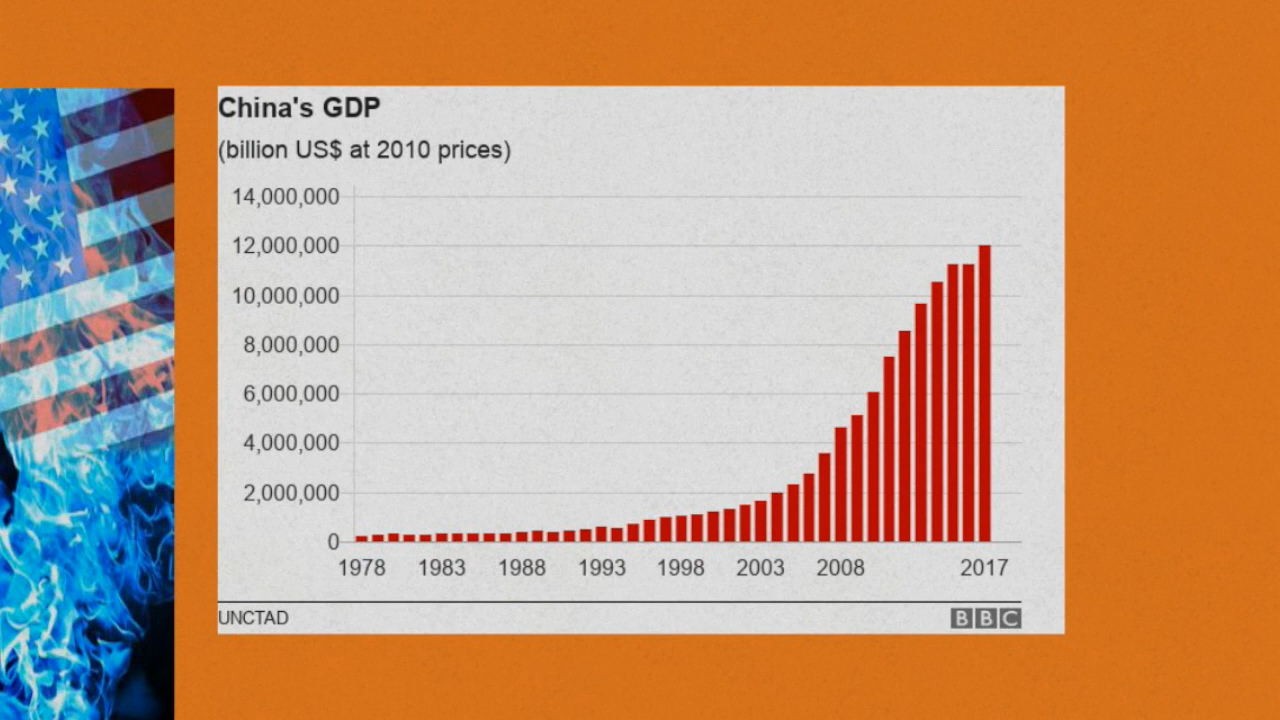 China's GDP
(billion US$ at 2010 prices)
14,000,000
12,000,000
10,000,000
8,000,000
6,000,000
4,000,000
2,000,000
0
1978 1983 1988 1993 1998 2003 2008 2017
UNCTAD
BBC